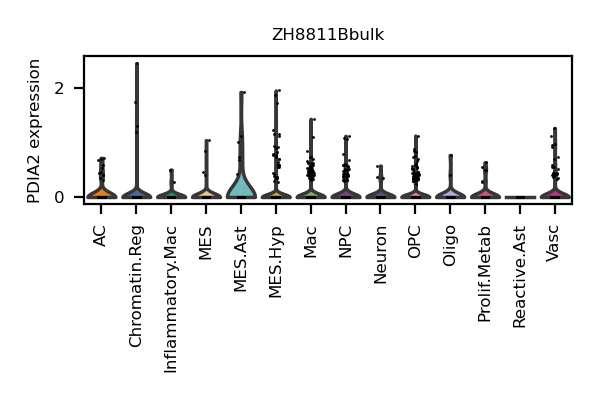 ZH8811Bbulk
PDIA2 expression
2
0
AC
Chromatin.Reg
Inflammatory.Mac
MES
MES.Ast
MES.Hyp
Mac
NPC
Neuron
OPC
Oligo
Prolif.Metab
Reactive.Ast
Vasc